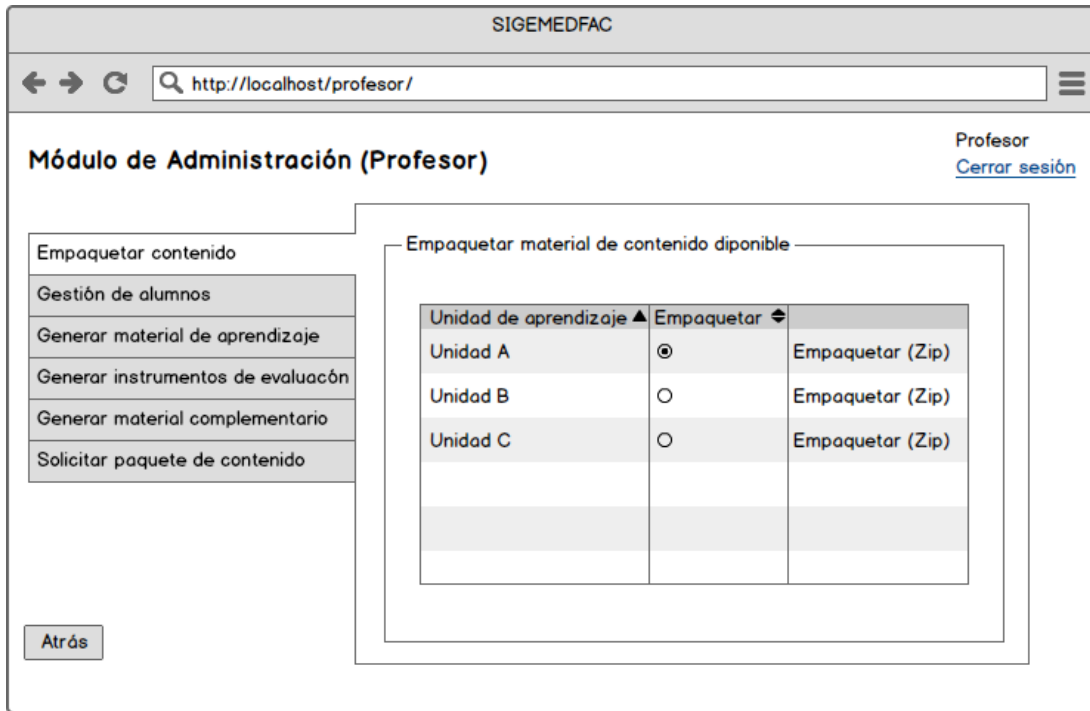 SIGEMEDFAC
http://localhost/profesor/
Profesor
Módulo de Administración (Profesor)
Cerrar sesión
Empaquetar contenido
Gestión de alumnos
Generar material de aprendizaje
Generar instrumentos de evaluacón
Generar material complementario
Solicitar paquete de contenido
Atrás
Empaquetar material de contenido diponible
Unidad de aprendizaje Empaquetar
Unidad A Empaquetar (Zip)
Unidad B Empaquetar (Zip)
Unidad C Empaquetar (Zip)